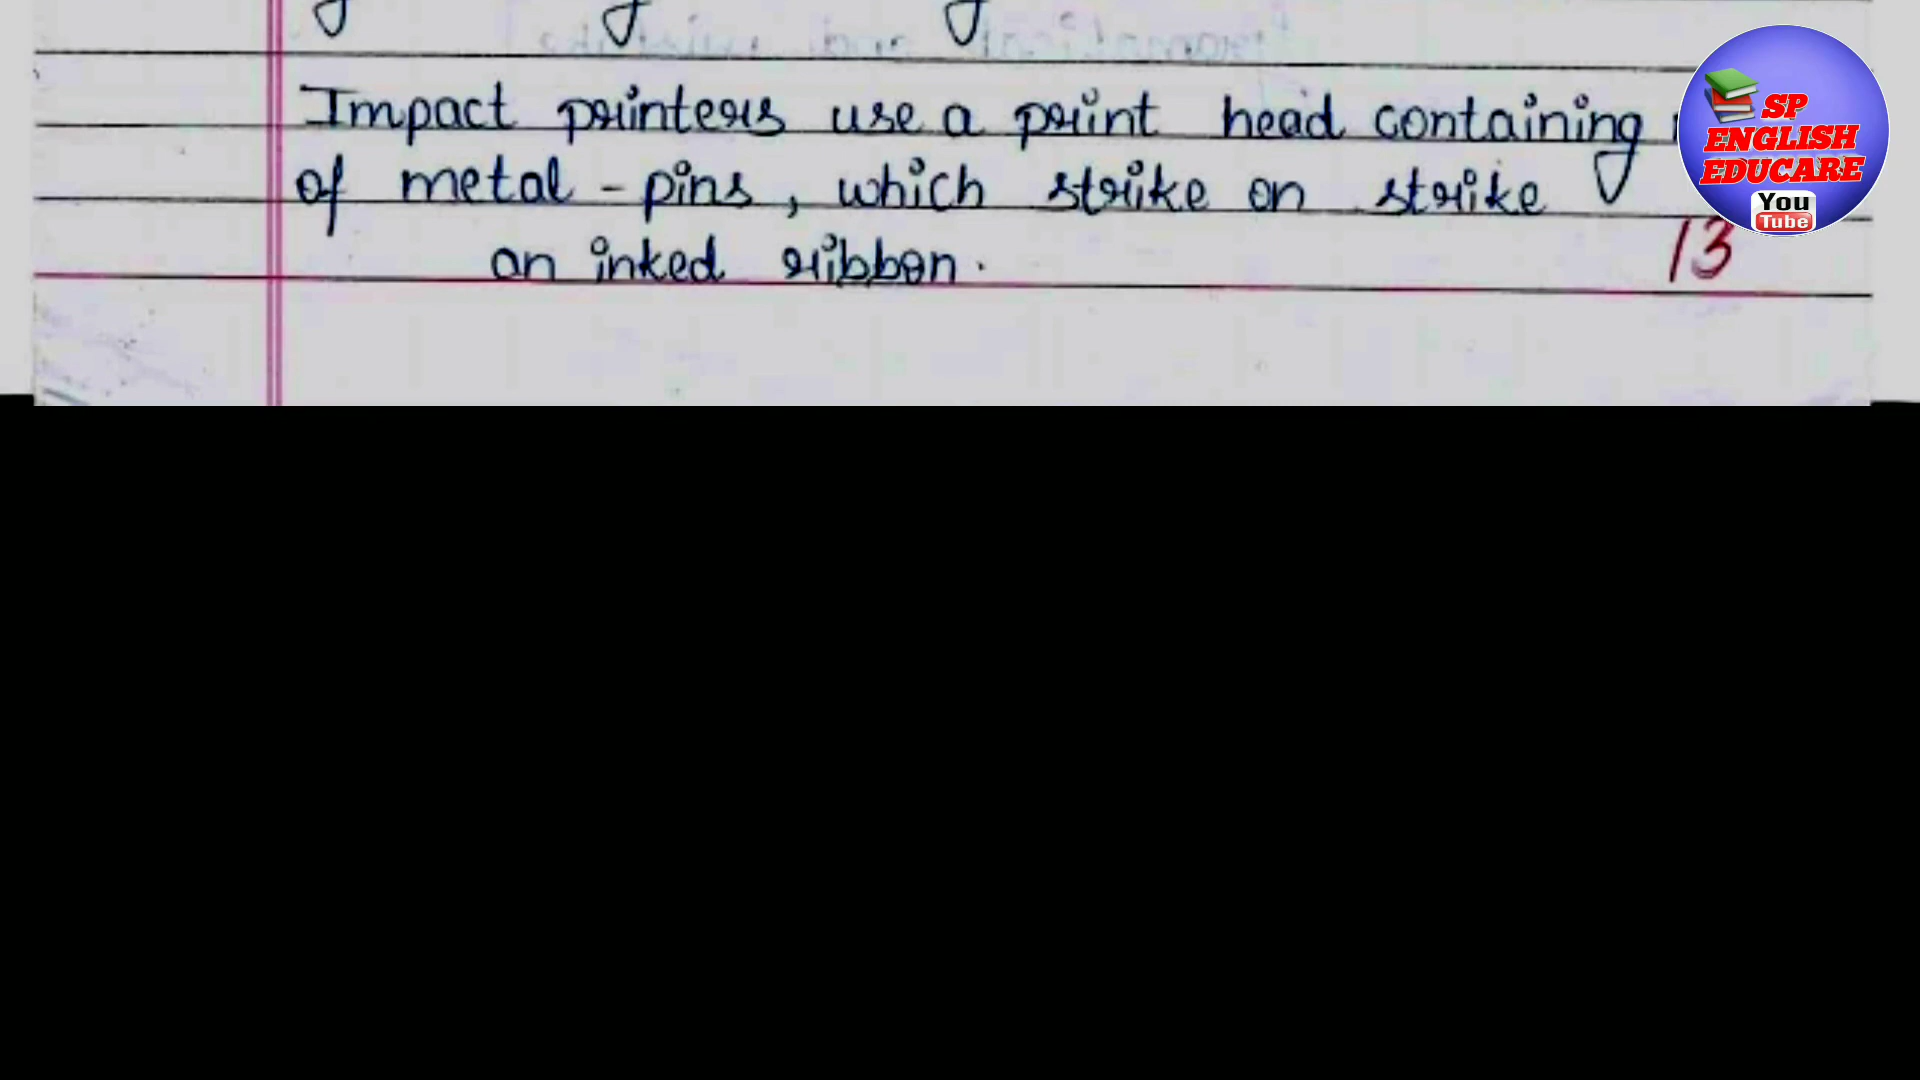 Impact printers use a print head containing
of metal - pins, which strike on strike
an inked ribbon.
13
SP
ENGLISH
EDUCARE
You
Tube